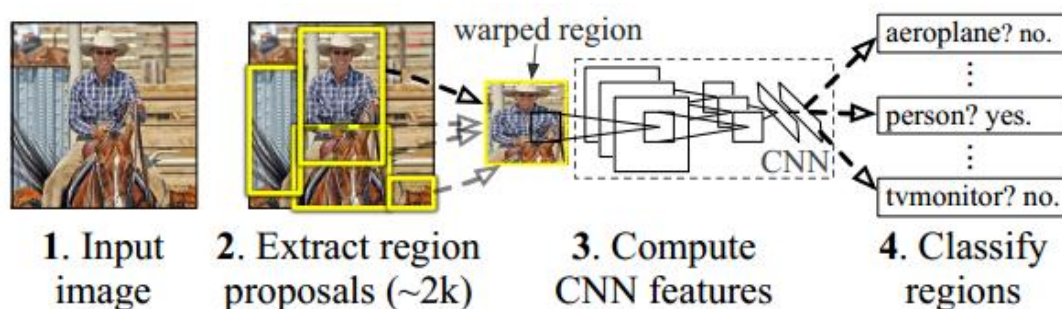 warped region
aeroplane? no.
⋮
person? yes.
⋮
tvmonitor? no.
CNN
1. Input
image
2. Extract region
proposals (~2k)
3. Compute
CNN features
4. Classify
regions